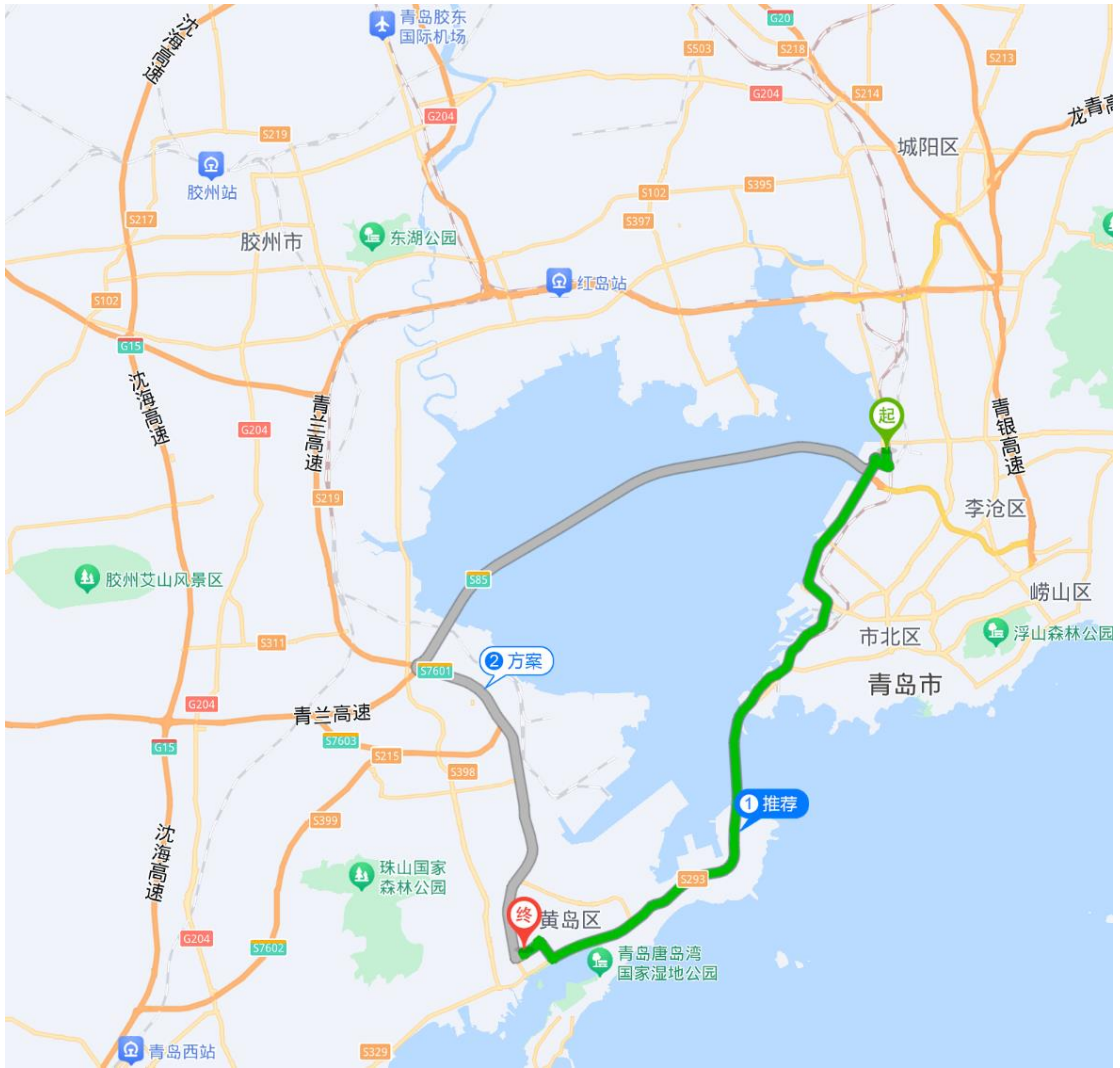 沈海高速
青岛胶东
国际机场
G20
S218
S503
S213
G204
S214
G204
龙青高
S219
城阳区
胶州站
S102
S395
S217
S397
胶州市
东湖公园
红岛站
S102
G15
沈海高速
青兰高速
G204
起
青银高速
S219
李沧区
胶州艾山风景区
S85
崂山区
S311
市北区
浮山森林公园
2 方案
S7601
青岛市
G204
青兰高速
S7603
G15
S215
S398
1 推荐
S399
沈海高速
珠山国家
森林公园
S293
终
黄岛区
G204
S7602
青岛唐岛湾
国家湿地公园
青岛西站
S329